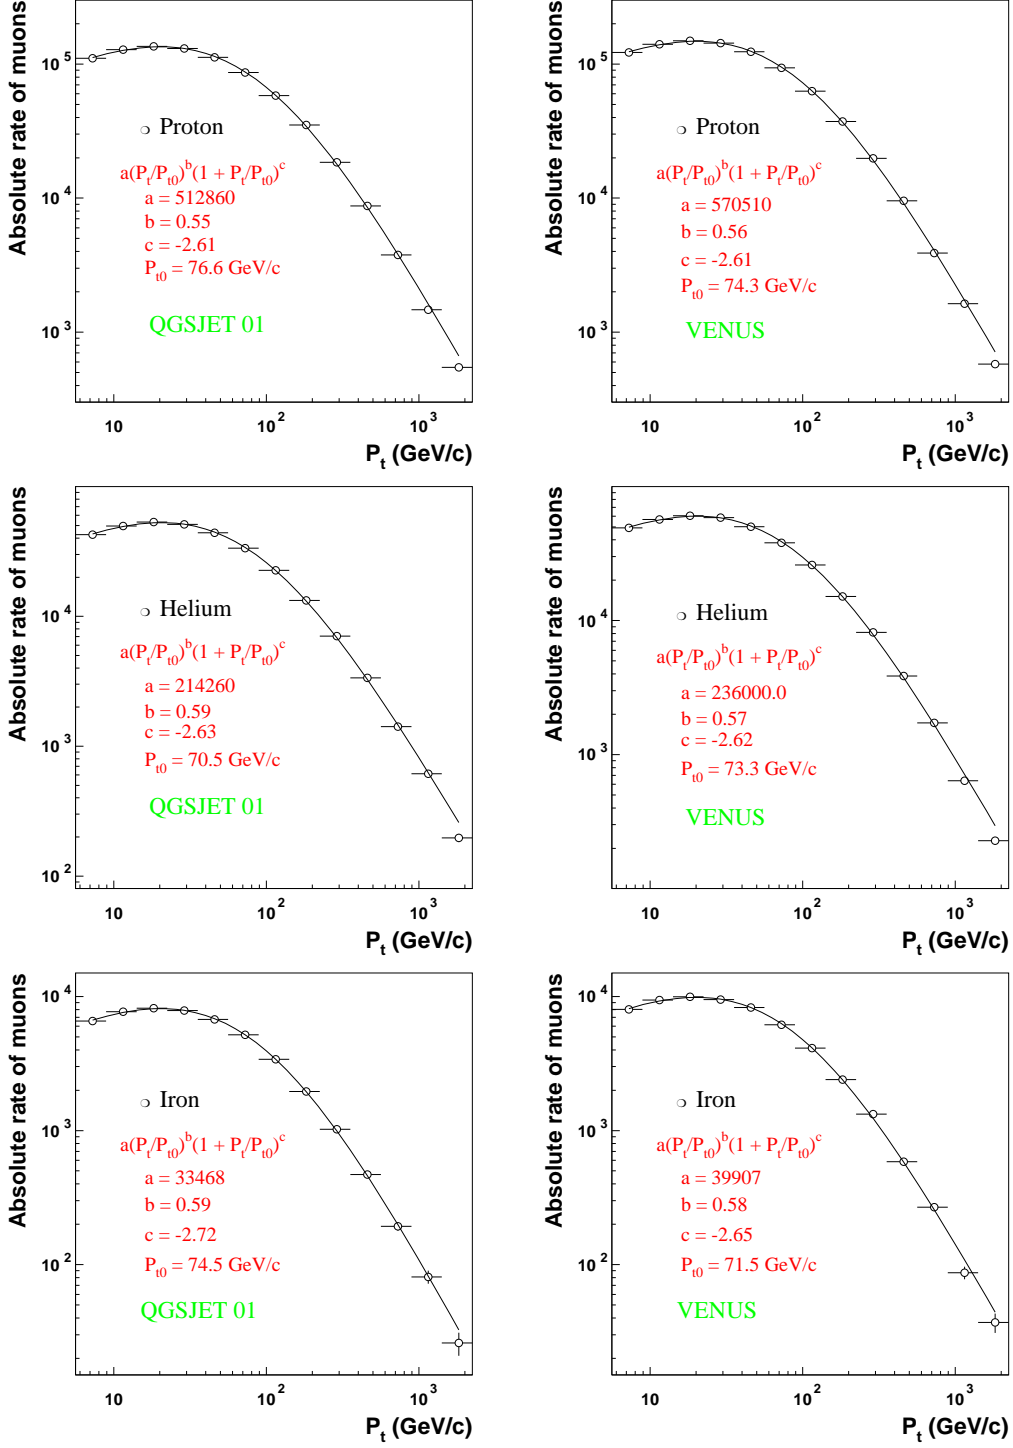 Absolute rate of muons
10^5
10^4
10^3
Proton
a(P_t/P_t0)^b(1 + P_t/P_t0)^c
a = 512860
b = 0.55
c = -2.61
P_t0 = 76.6 GeV/c
QGSJET 01
10
10^2
10^3
P_t (GeV/c)
Absolute rate of muons
10^5
10^4
10^3
Proton
a(P_t/P_t0)^b(1 + P_t/P_t0)^c
a = 570510
b = 0.56
c = -2.61
P_t0 = 74.3 GeV/c
VENUS
10
10^2
10^3
P_t (GeV/c)
Absolute rate of muons
10^4
10^3
10^2
Helium
a(P_t/P_t0)^b(1 + P_t/P_t0)^c
a = 214260
b = 0.59
c = -2.63
P_t0 = 70.5 GeV/c
QGSJET 01
10
10^2
10^3
P_t (GeV/c)
Absolute rate of muons
10^4
10^3
Helium
a(P_t/P_t0)^b(1 + P_t/P_t0)^c
a = 236000.0
b = 0.57
c = -2.62
P_t0 = 73.3 GeV/c
VENUS
10
10^2
10^3
P_t (GeV/c)
Absolute rate of muons
10^4
10^3
10^2
Iron
a(P_t/P_t0)^b(1 + P_t/P_t0)^c
a = 33468
b = 0.59
c = -2.72
P_t0 = 74.5 GeV/c
QGSJET 01
10
10^2
10^3
P_t (GeV/c)
Absolute rate of muons
10^4
10^3
10^2
Iron
a(P_t/P_t0)^b(1 + P_t/P_t0)^c
a = 39907
b = 0.58
c = -2.65
P_t0 = 71.5 GeV/c
VENUS
10
10^2
10^3
P_t (GeV/c)